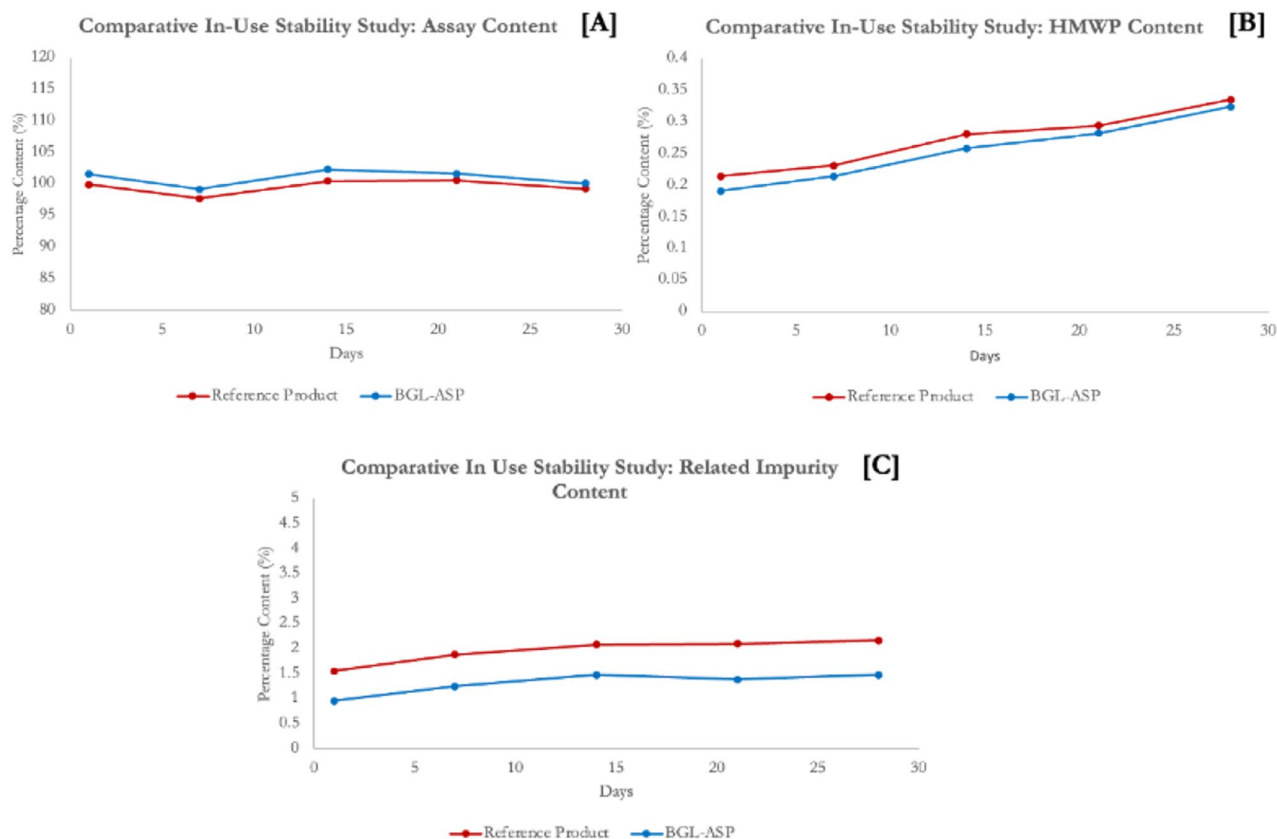 Comparative In-Use Stability Study: Assay Content [A]
120
115
110
105
100
95
90
85
80
Percentage Content (%)
0 5 10 15 20 25 30
Days
Reference Product BGL-ASP
Comparative In-Use Stability Study: HMWP Content [B]
0.4
0.35
0.3
0.25
0.2
0.15
0.1
0.05
0
Percentage Content (%)
0 5 10 15 20 25 30
Days
Reference Product BGL-ASP
Comparative In Use Stability Study: Related Impurity [C]
Content
5
4.5
4
3.5
3
2.5
2
1.5
1
0.5
0
Percentage Content (%)
0 5 10 15 20 25 30
Days
Reference Product BGL-ASP